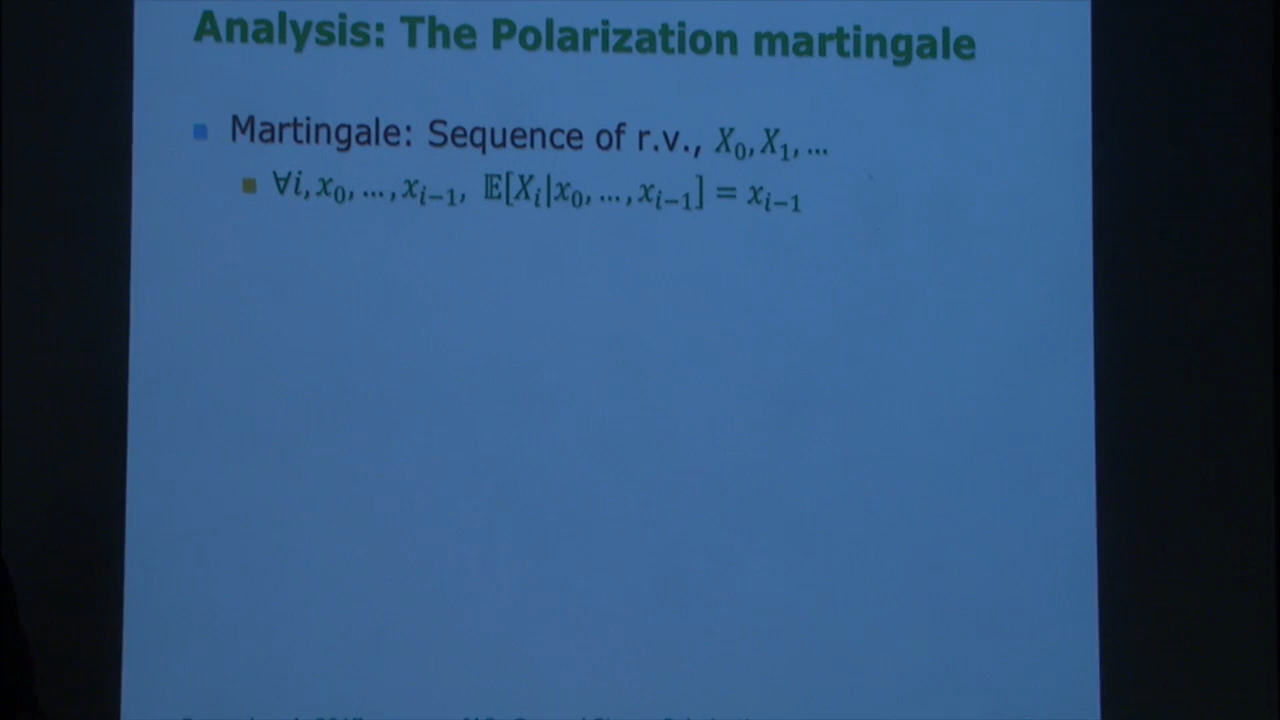 Analysis: The Polarization martingale
Martingale: Sequence of r.v., X₀, X₁, …
∀i, x₀, …, xᵢ₋₁, 𝔼[Xᵢ|x₀, …, xᵢ₋₁] = xᵢ₋₁